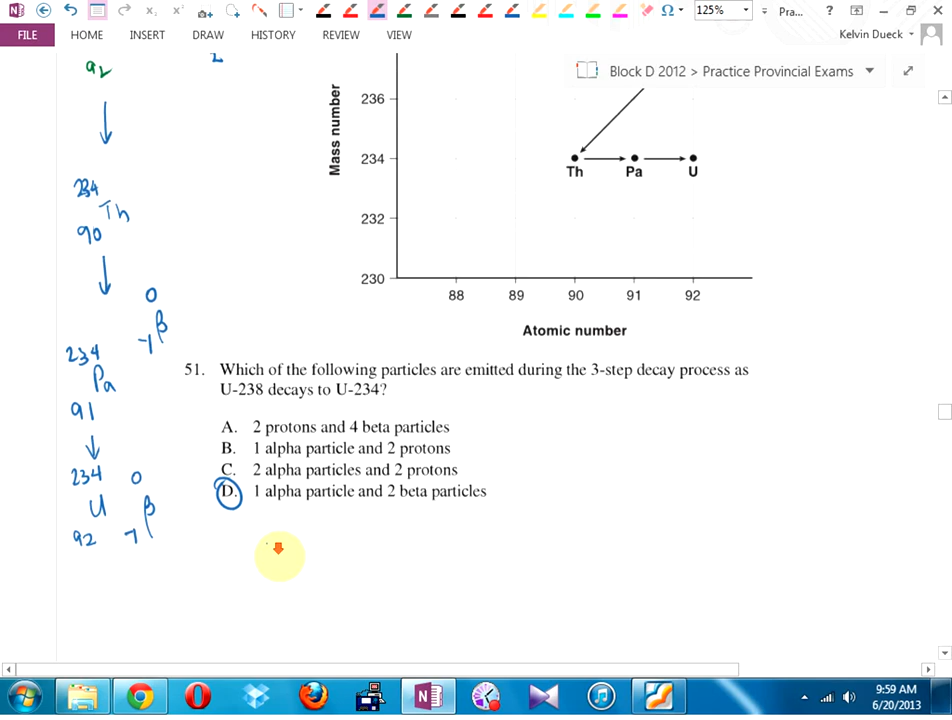 125%
Pra...
?
FILE
HOME
INSERT
DRAW
HISTORY
REVIEW
VIEW
Kelvin Dueck
Block D 2012 > Practice Provincial Exams
92
2
Mass number
236
234
232
230
Th
Pa
U
88
89
90
91
92
Atomic number
234
Th
90
0
β
-1
234
Pa
91
234
U
92
0
β
-1
51. Which of the following particles are emitted during the 3-step decay process as
U-238 decays to U-234?
A. 2 protons and 4 beta particles
B. 1 alpha particle and 2 protons
C. 2 alpha particles and 2 protons
D. 1 alpha particle and 2 beta particles
9:59 AM
6/20/2013